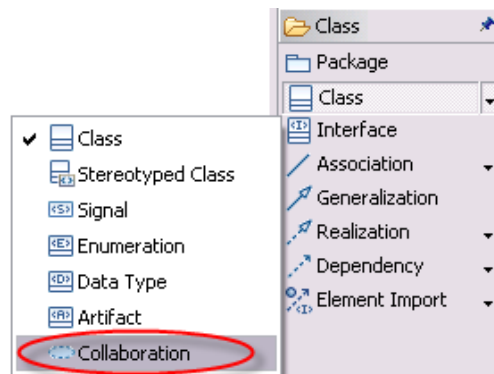 Class
Package
Class
Interface
Association
Generalization
Realization
Dependency
Element Import
Class
Stereotyped Class
Signal
Enumeration
Data Type
Artifact
Collaboration